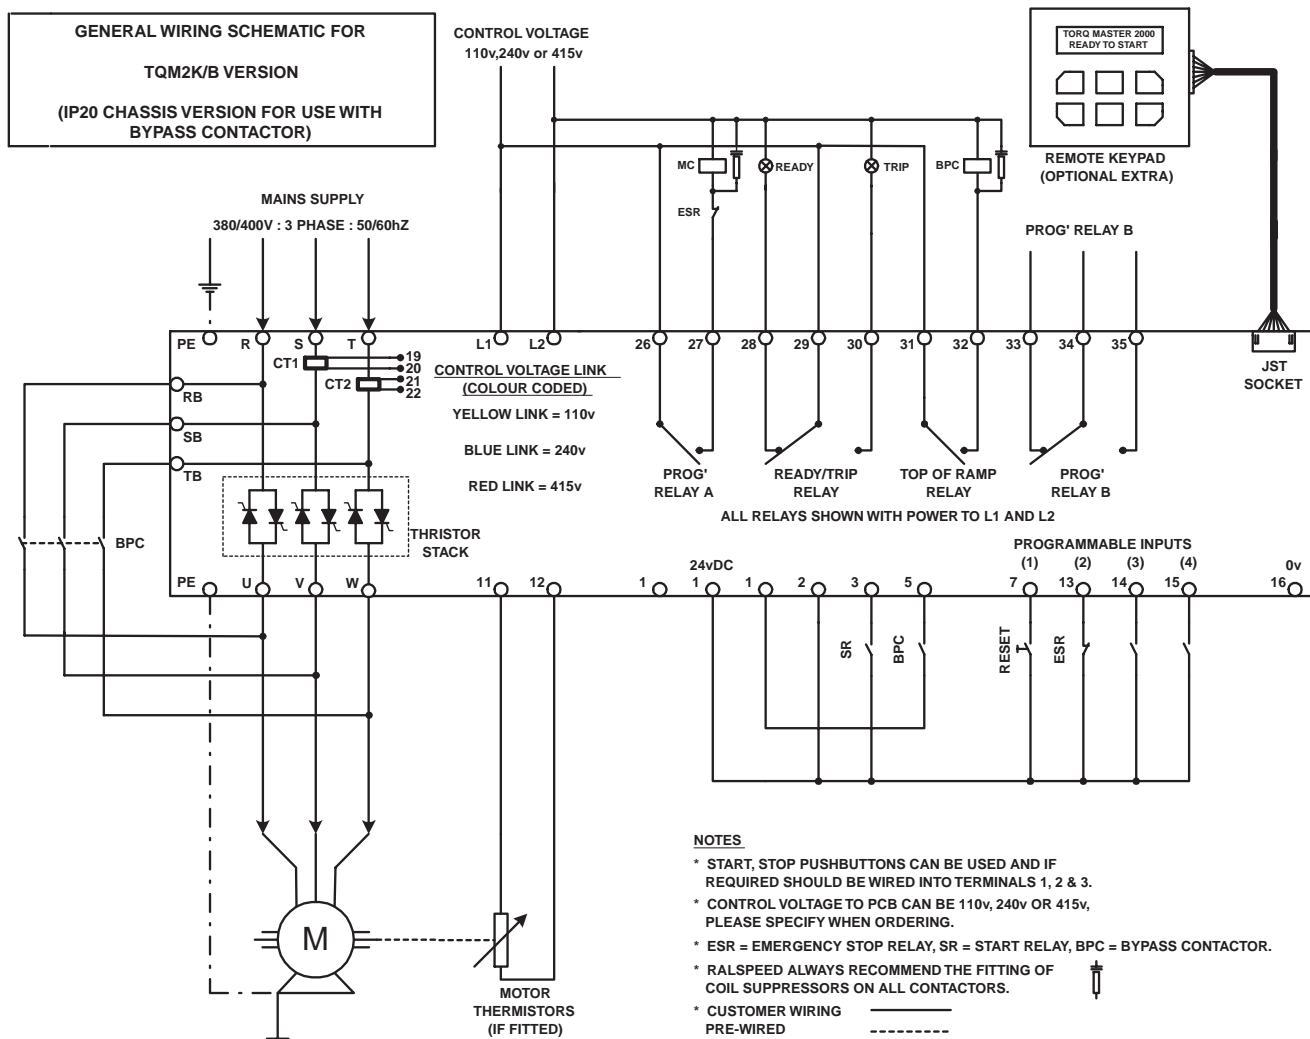 GENERAL WIRING SCHEMATIC FOR
TQM2K/B VERSION
(IP20 CHASSIS VERSION FOR USE WITH
BYPASS CONTACTOR)
CONTROL VOLTAGE
110v,240v or 415v
TORQ MASTER 2000
READY TO START
REMOTE KEYPAD
(OPTIONAL EXTRA)
MC
READY
TRIP
BPC
ESR
MAINS SUPPLY
380/400V : 3 PHASE : 50/60hZ
PROG' RELAY B
PE R S T L1 L2 26 27 28 29 30 31 32 33 34 35
JST
SOCKET
CT1
19
20
CT2
21
22
RB
SB
TB
CONTROL VOLTAGE LINK
(COLOUR CODED)
YELLOW LINK = 110v
BLUE LINK = 240v
RED LINK = 415v
PROG'
RELAY A
READY/TRIP
RELAY
TOP OF RAMP
RELAY
PROG'
RELAY B
ALL RELAYS SHOWN WITH POWER TO L1 AND L2
THRISTOR
STACK
BPC
PROGRAMMABLE INPUTS
24vDC
(1) (2) (3) (4)
0v
PE U V W 11 12 1 1 1 2 3 5 7 13 14 15 16
SR
BPC
RESET
ESR
M
MOTOR
THERMISTORS
(IF FITTED)
NOTES
* START, STOP PUSHBUTTONS CAN BE USED AND IF
REQUIRED SHOULD BE WIRED INTO TERMINALS 1, 2 & 3.
* CONTROL VOLTAGE TO PCB CAN BE 110v, 240v OR 415v,
PLEASE SPECIFY WHEN ORDERING.
* ESR = EMERGENCY STOP RELAY, SR = START RELAY, BPC = BYPASS CONTACTOR.
* RALSPEED ALWAYS RECOMMEND THE FITTING OF
COIL SUPPRESSORS ON ALL CONTACTORS.
* CUSTOMER WIRING
PRE-WIRED